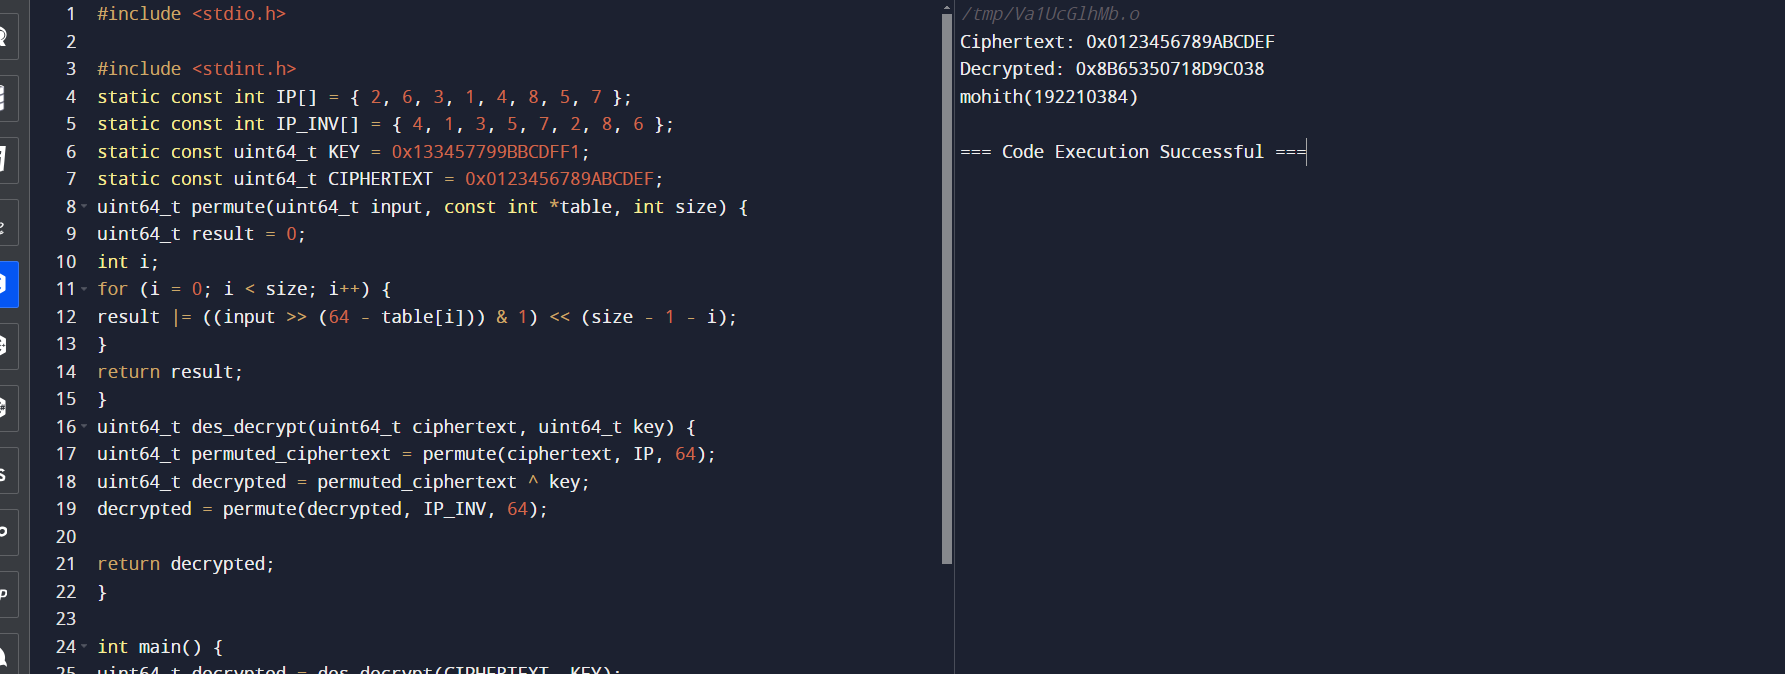 1 #include <stdio.h>
2
3 #include <stdint.h>
4 static const int IP[] = { 2, 6, 3, 1, 4, 8, 5, 7 };
5 static const int IP_INV[] = { 4, 1, 3, 5, 7, 2, 8, 6 };
6 static const uint64_t KEY = 0x133457799BBCDFF1;
7 static const uint64_t CIPHERTEXT = 0x0123456789ABCDEF;
8 uint64_t permute(uint64_t input, const int *table, int size) {
9 uint64_t result = 0;
10 int i;
11 for (i = 0; i < size; i++) {
12 result |= ((input >> (64 - table[i])) & 1) << (size - 1 - i);
13 }
14 return result;
15 }
16 uint64_t des_decrypt(uint64_t ciphertext, uint64_t key) {
17 uint64_t permuted_ciphertext = permute(ciphertext, IP, 64);
18 uint64_t decrypted = permuted_ciphertext ^ key;
19 decrypted = permute(decrypted, IP_INV, 64);
20
21 return decrypted;
22 }
23
24 int main() {
25 uint64_t decrypted = des_decrypt(CIPHERTEXT, KEY);
/tmp/Va1UcGlhMb.o
Ciphertext: 0x0123456789ABCDEF
Decrypted: 0x8B65350718D9C038
mohith(192210384)
=== Code Execution Successful ===